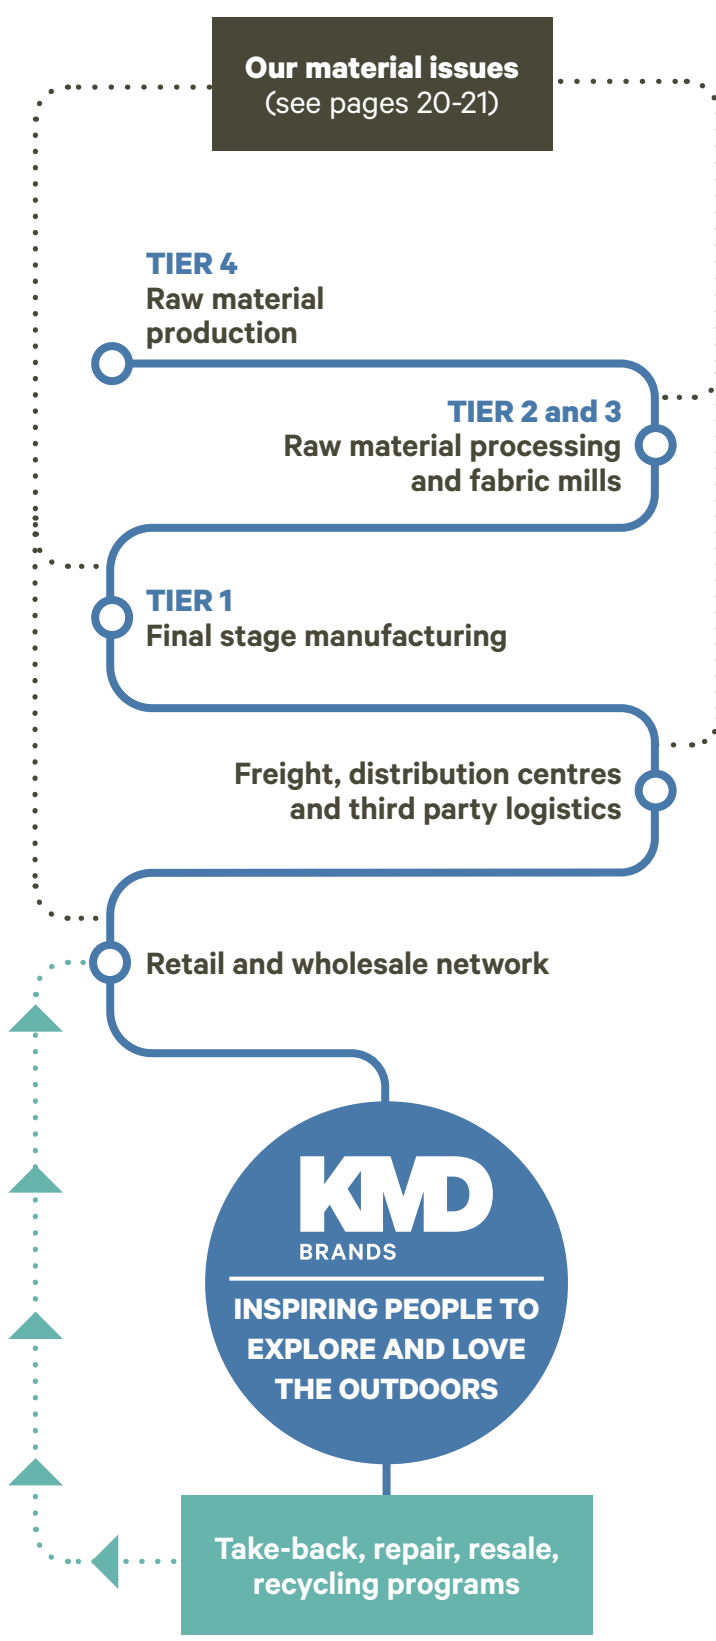 Our material issues
(see pages 20-21)
TIER 4
Raw material
production
TIER 2 and 3
Raw material processing
and fabric mills
TIER 1
Final stage manufacturing
Freight, distribution centres
and third party logistics
Retail and wholesale network
KMD
BRANDS
INSPIRING PEOPLE TO
EXPLORE AND LOVE
THE OUTDOORS
Take-back, repair, resale,
recycling programs